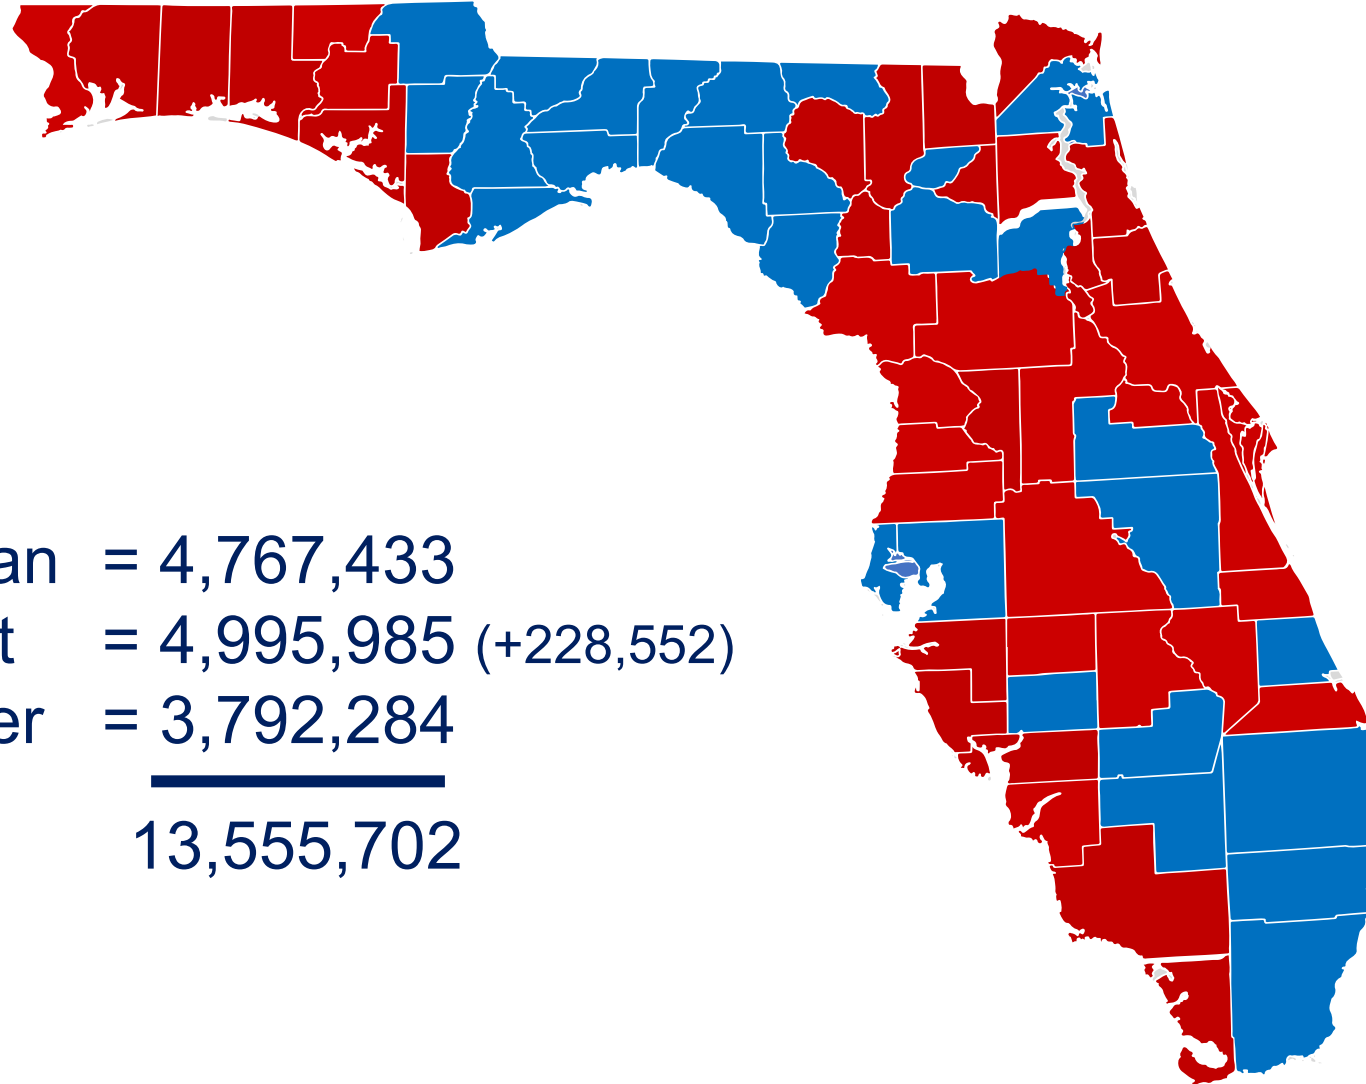 an = 4,767,433
t = 4,995,985 (+228,552)
er = 3,792,284
13,555,702